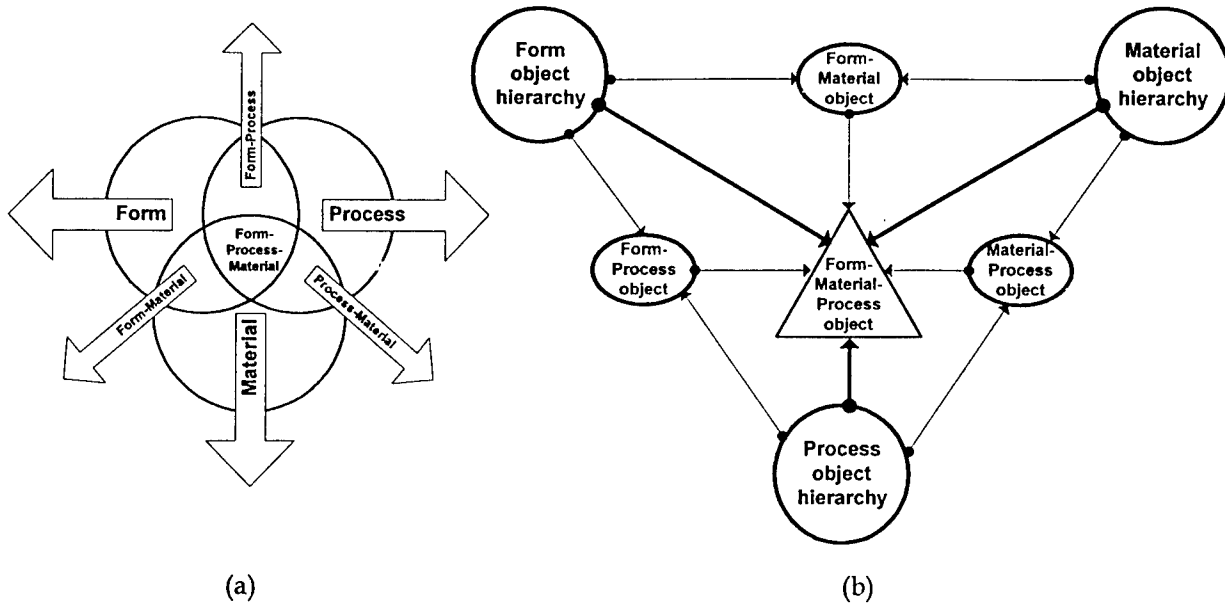 Form-Process
Form
Process
Form-
Process-
Material
Form-Material
Process-Material
Material
(a)
Form
object
hierarchy
Form-
Material
object
Material
object
hierarchy
Form-
Process
object
Form-
Material-
Process
object
Material-
Process
object
Process
object
hierarchy
(b)